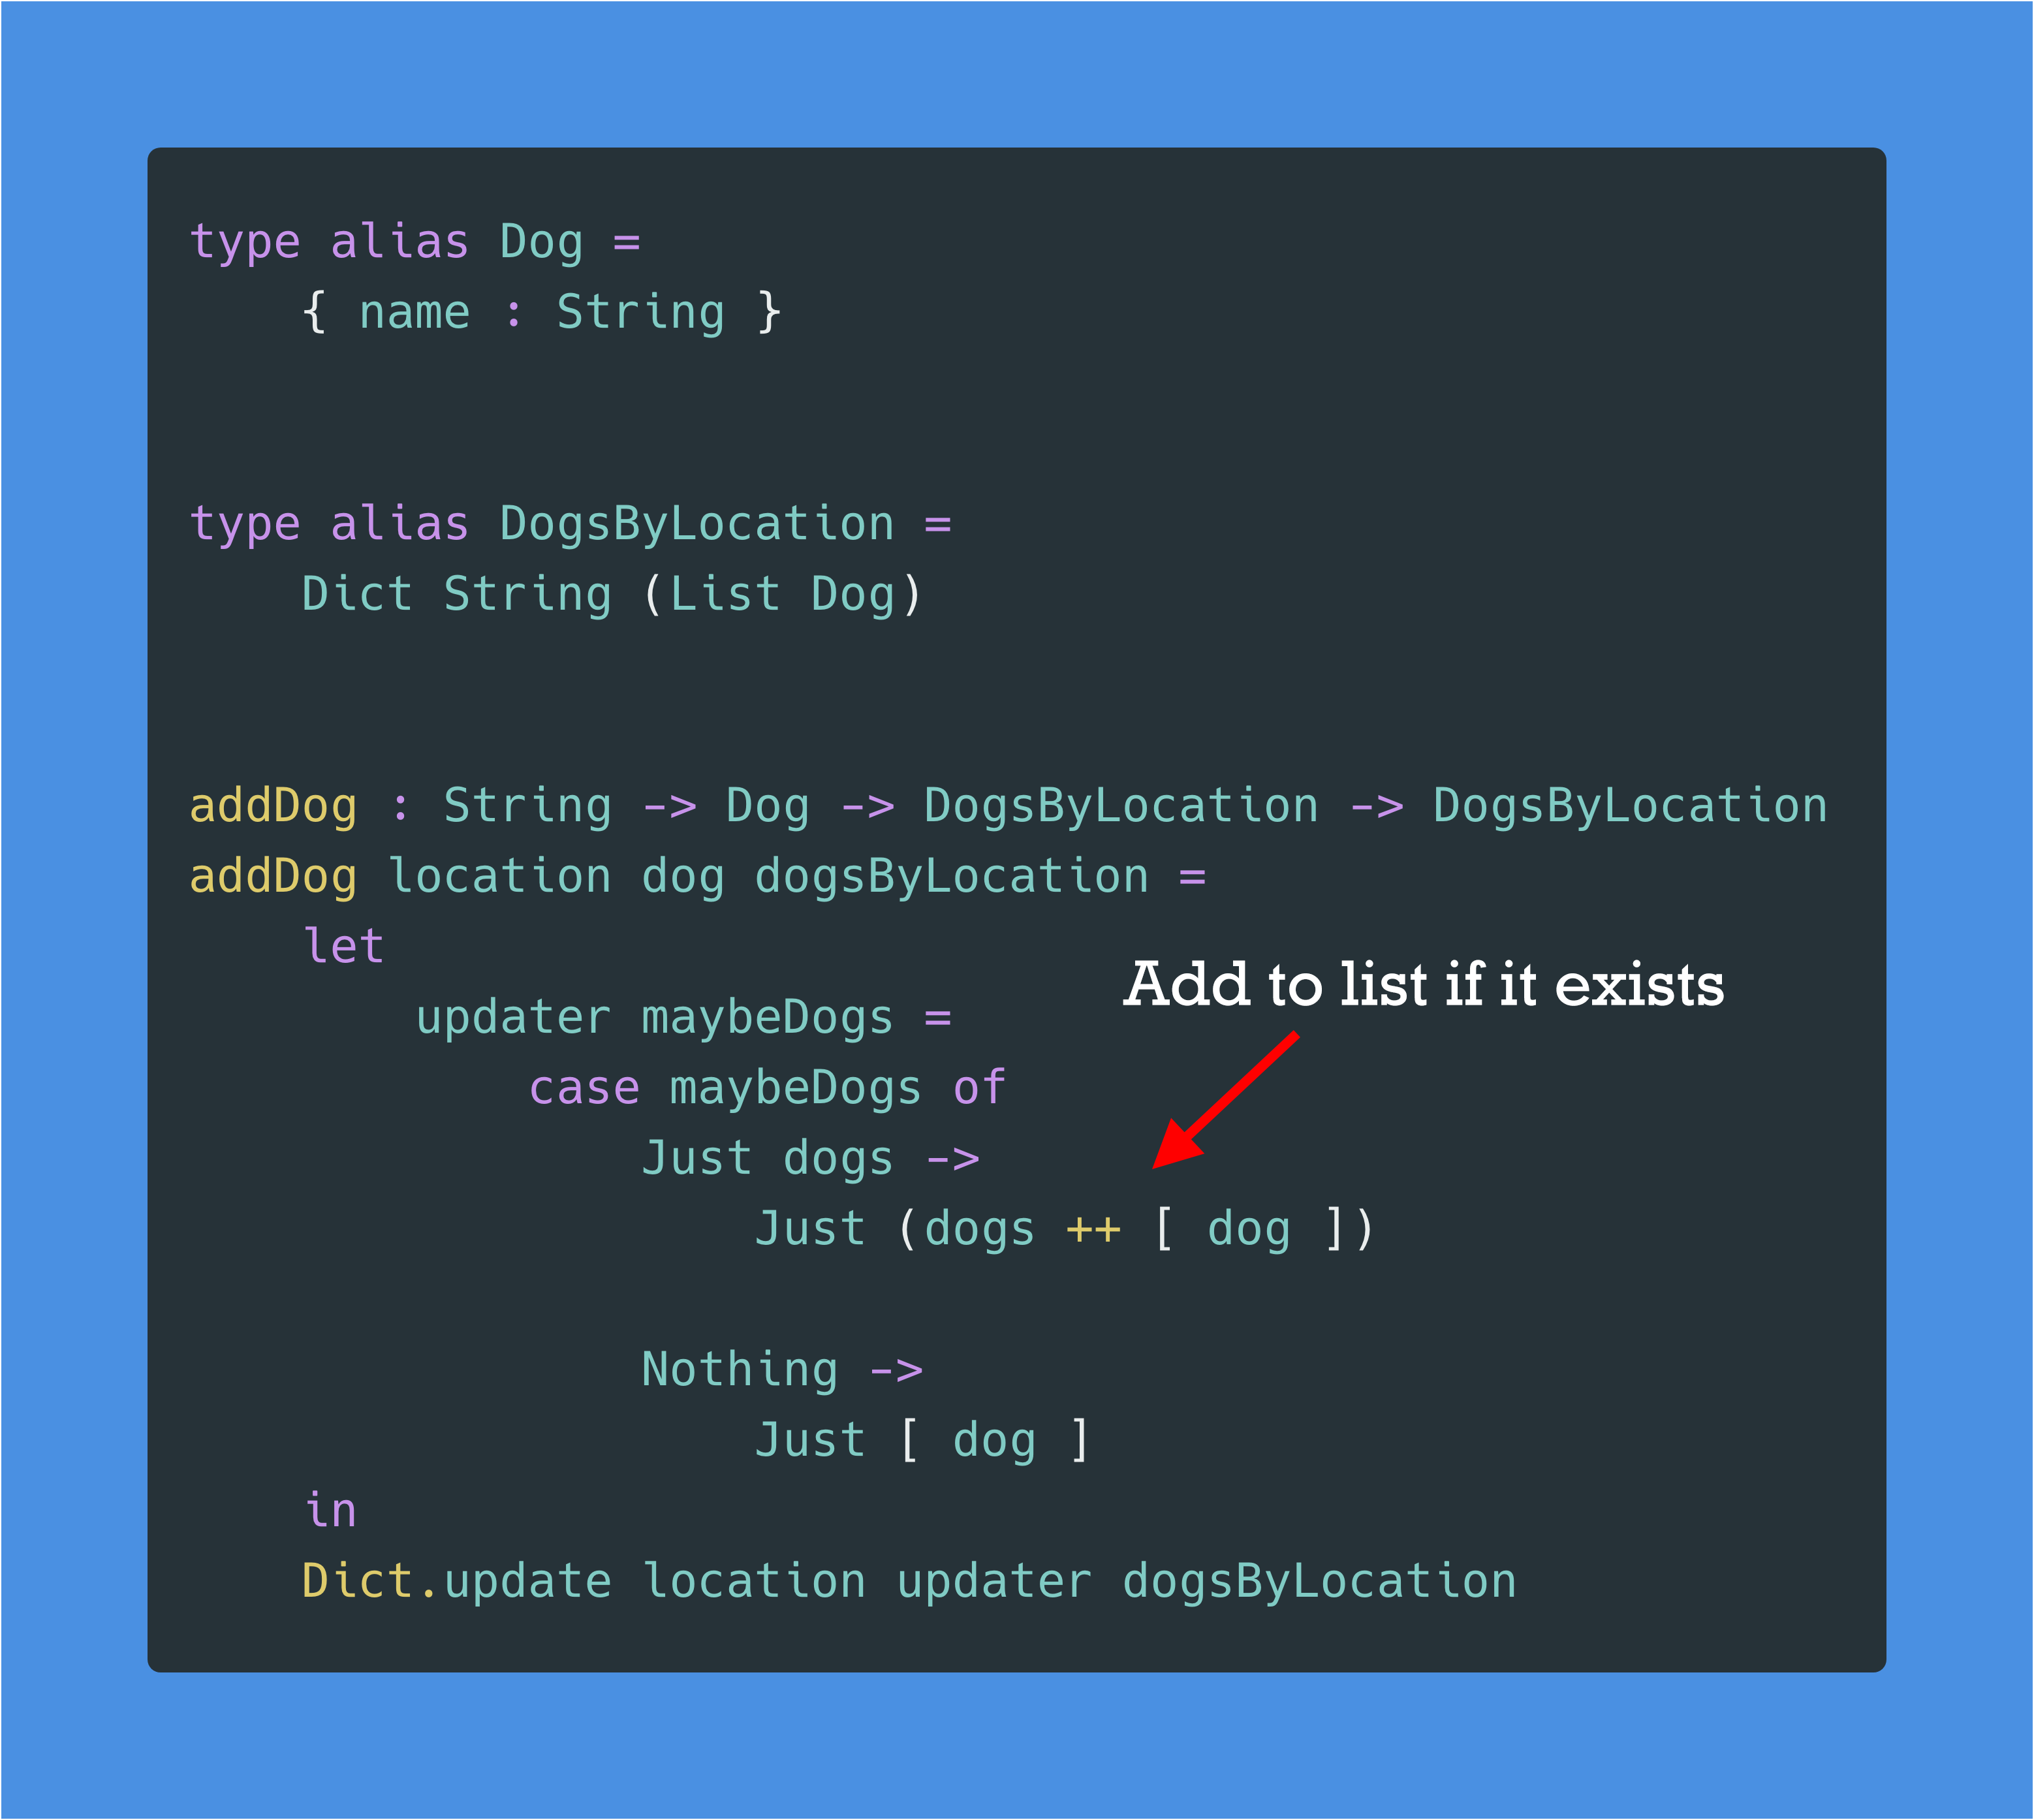 type alias Dog =
    { name : String }
type alias DogsByLocation =
    Dict String (List Dog)
addDog : String -> Dog -> DogsByLocation -> DogsByLocation
addDog location dog dogsByLocation =
    let
Add to list if it exists
        updater maybeDogs =
            case maybeDogs of
                Just dogs ->
                    Just (dogs ++ [ dog ])
                Nothing ->
                    Just [ dog ]
    in
    Dict.update location updater dogsByLocation